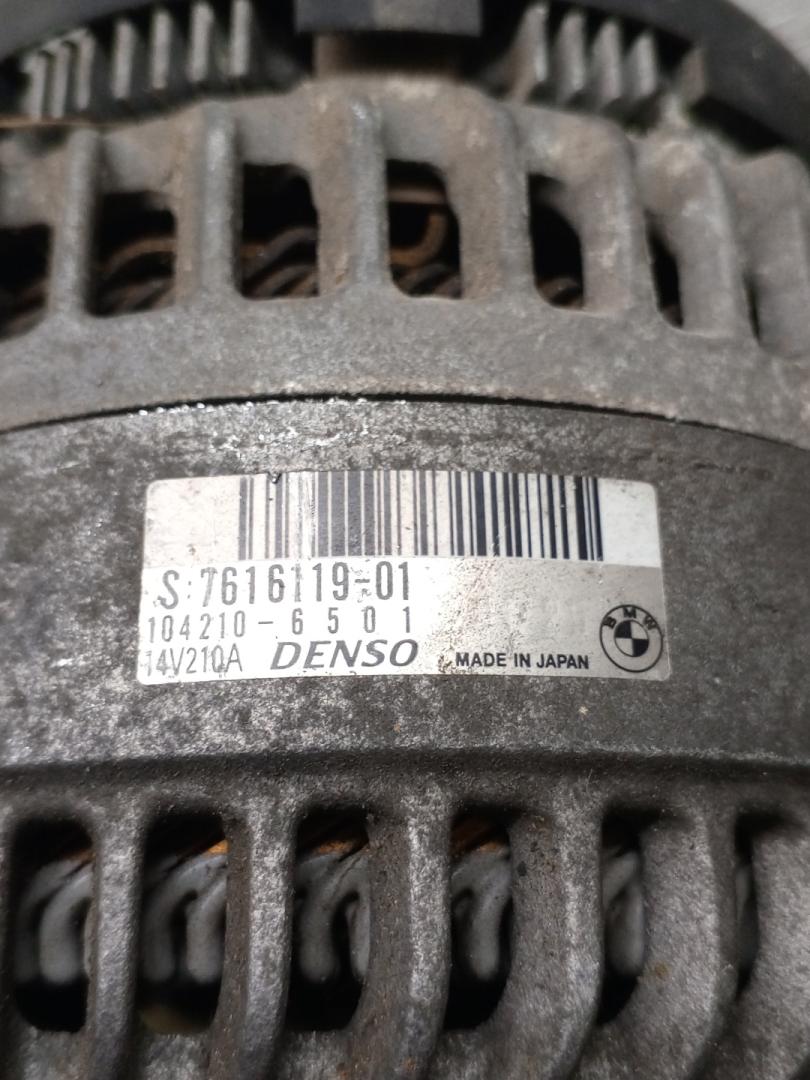 S:7616119-01
104210-6501
14V210A DENSO MADE IN JAPAN
BMW